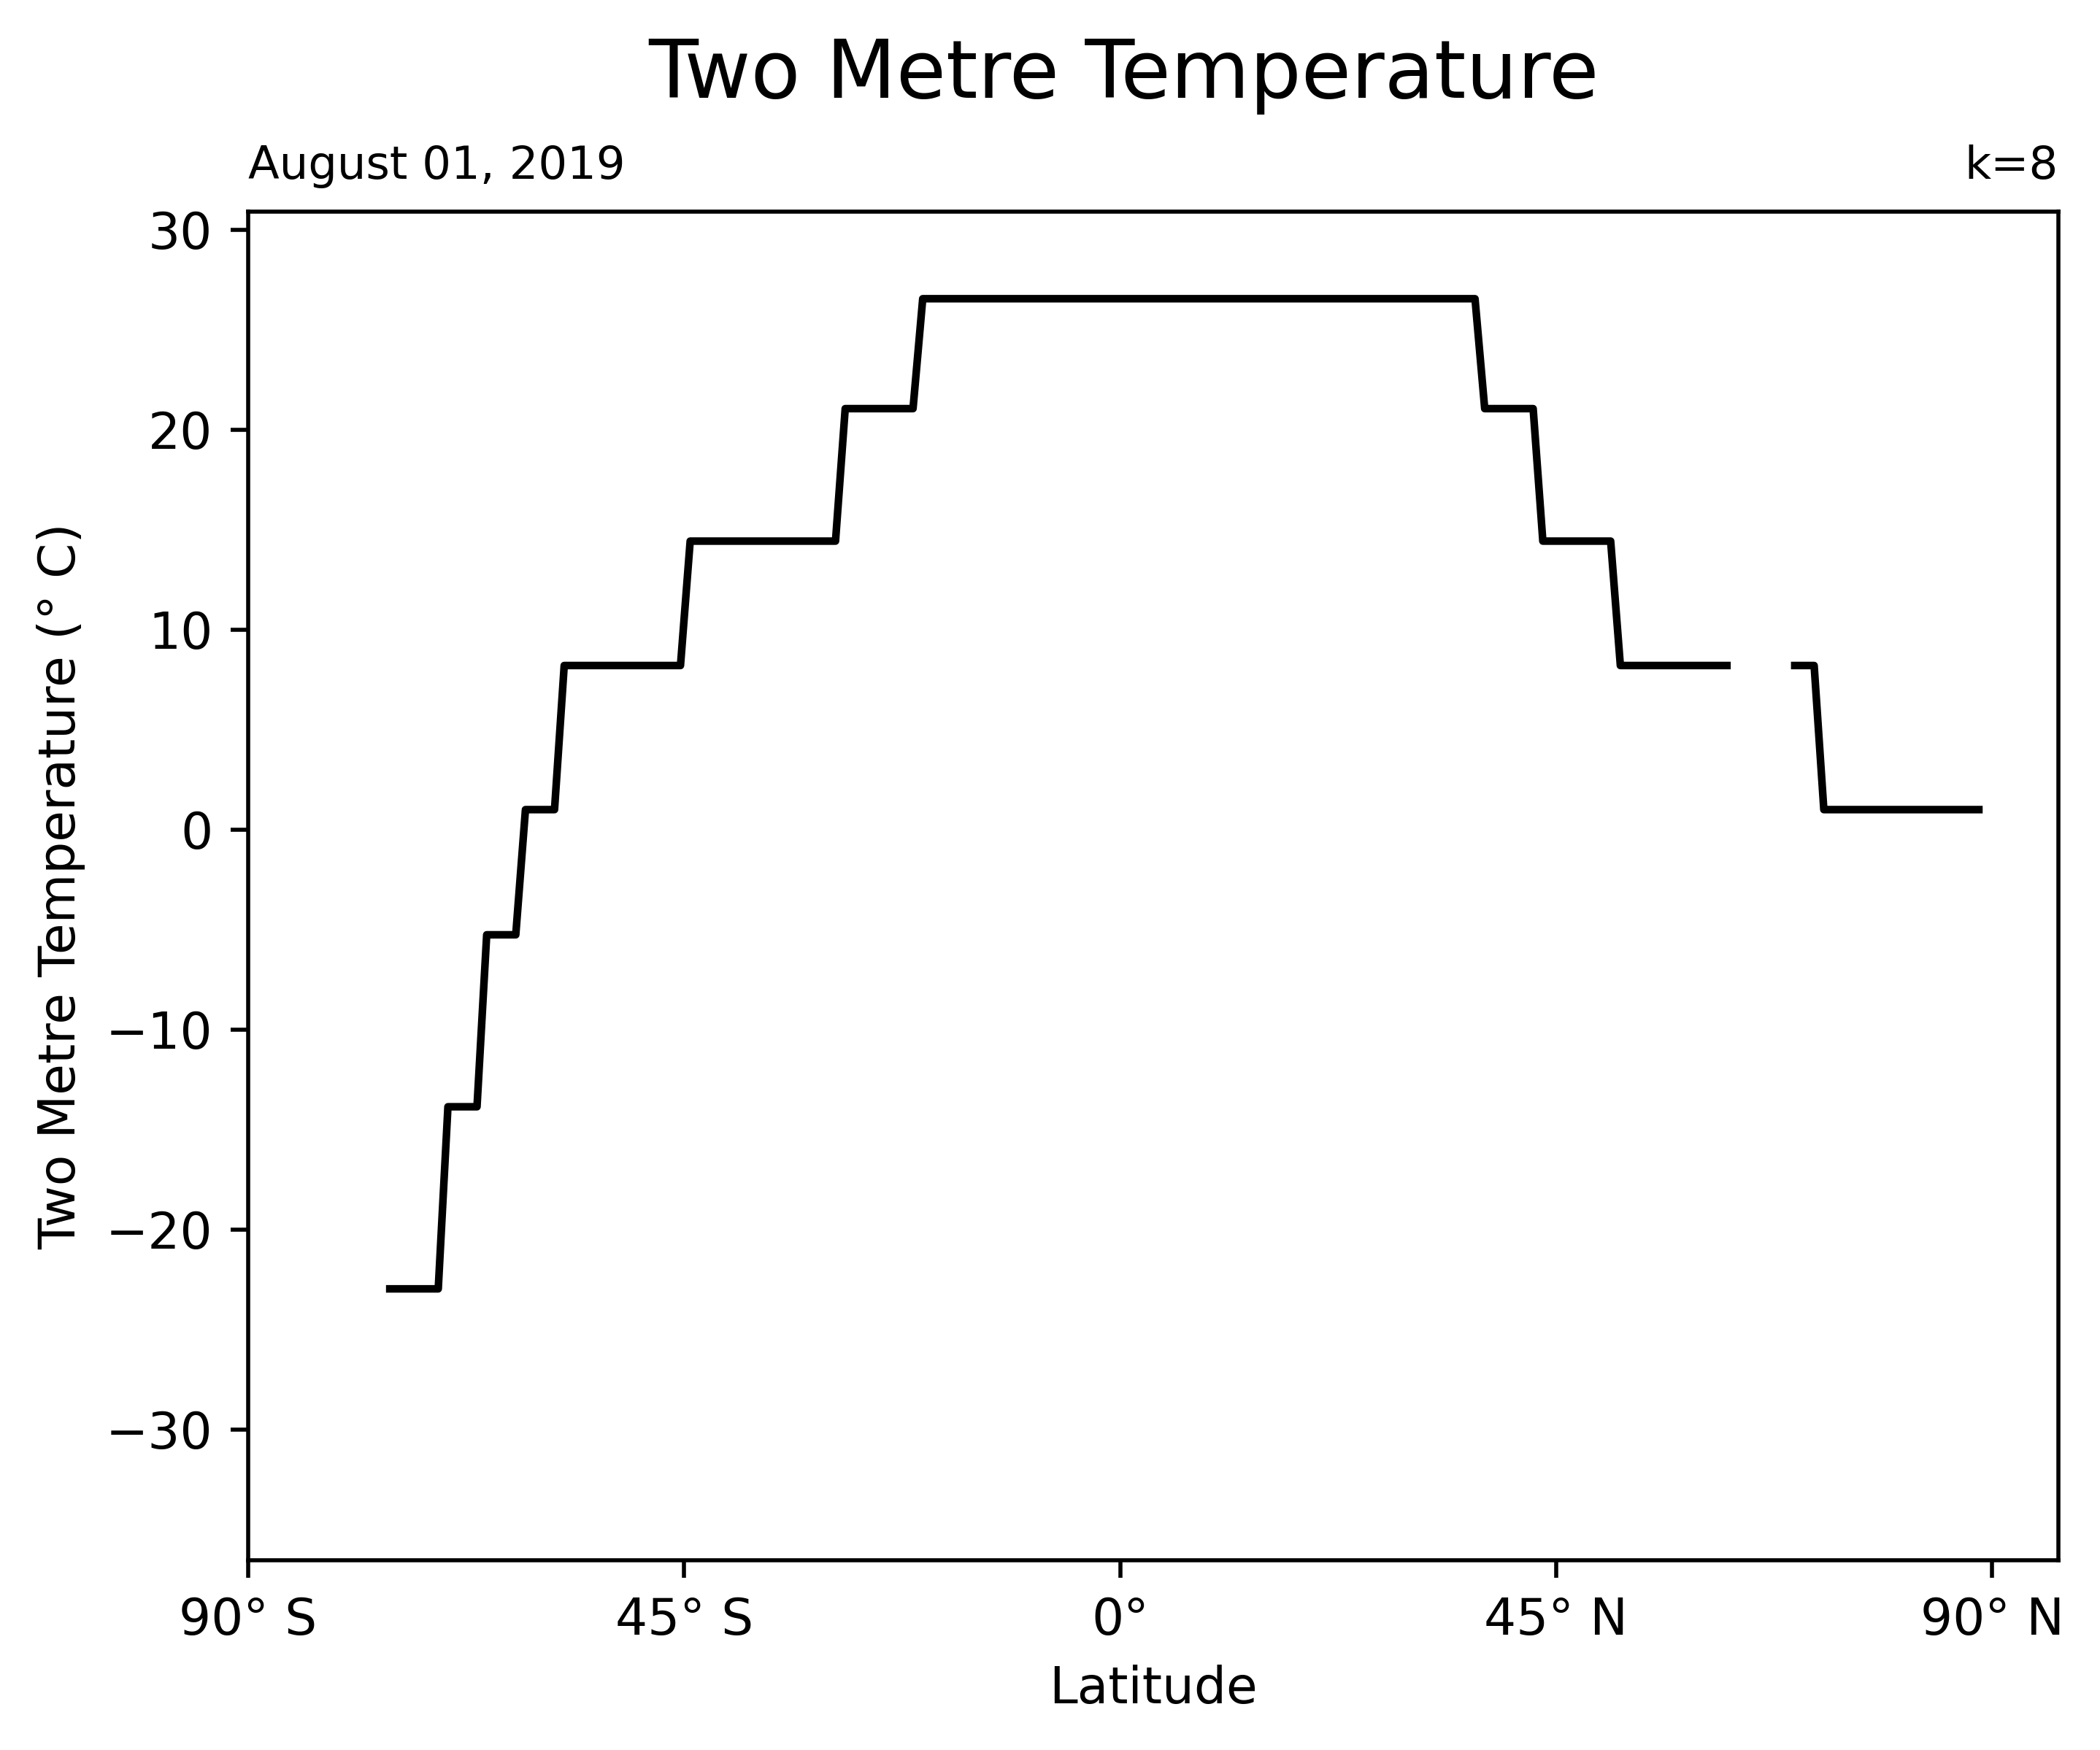 Two Metre Temperature
August 01, 2019
k=8
30
20
10
0
−10
−20
−30
Two Metre Temperature (° C)
90° S
45° S
0°
45° N
90° N
Latitude